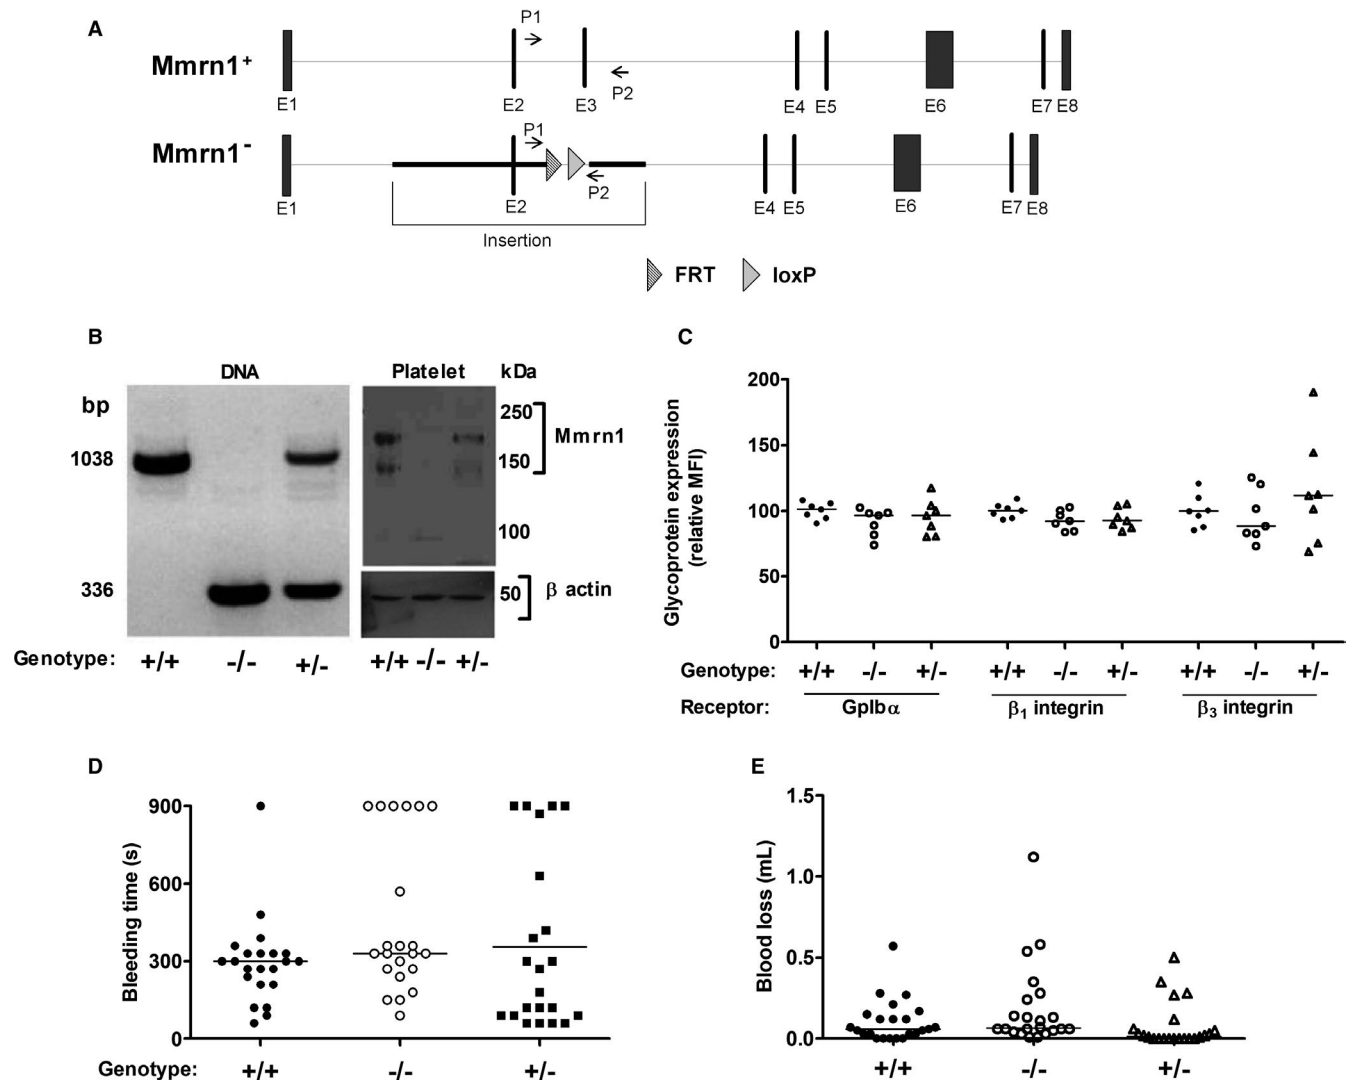 A
P1
Mmrn1+
P2
E1 E2 E3 E4 E5 E6 E7 E8
P1
Mmrn1-
P2
E1 E2 E4 E5 E6 E7 E8
Insertion
FRT loxP
B
DNA Platelet kDa
bp
250
Mmrn1
1038
150
100
336
50 β actin
Genotype: +/+ -/- +/- +/+ -/- +/-
C
Glycoprotein expression
(relative MFI)
200
150
100
50
0
Genotype: +/+ -/- +/- +/+ -/- +/- +/+ -/- +/-
Receptor: GpIbα β1 integrin β3 integrin
D
Bleeding time (s)
900
600
300
0
Genotype: +/+ -/- +/-
E
Blood loss (mL)
1.5
1.0
0.5
0.0
+/+ -/- +/-